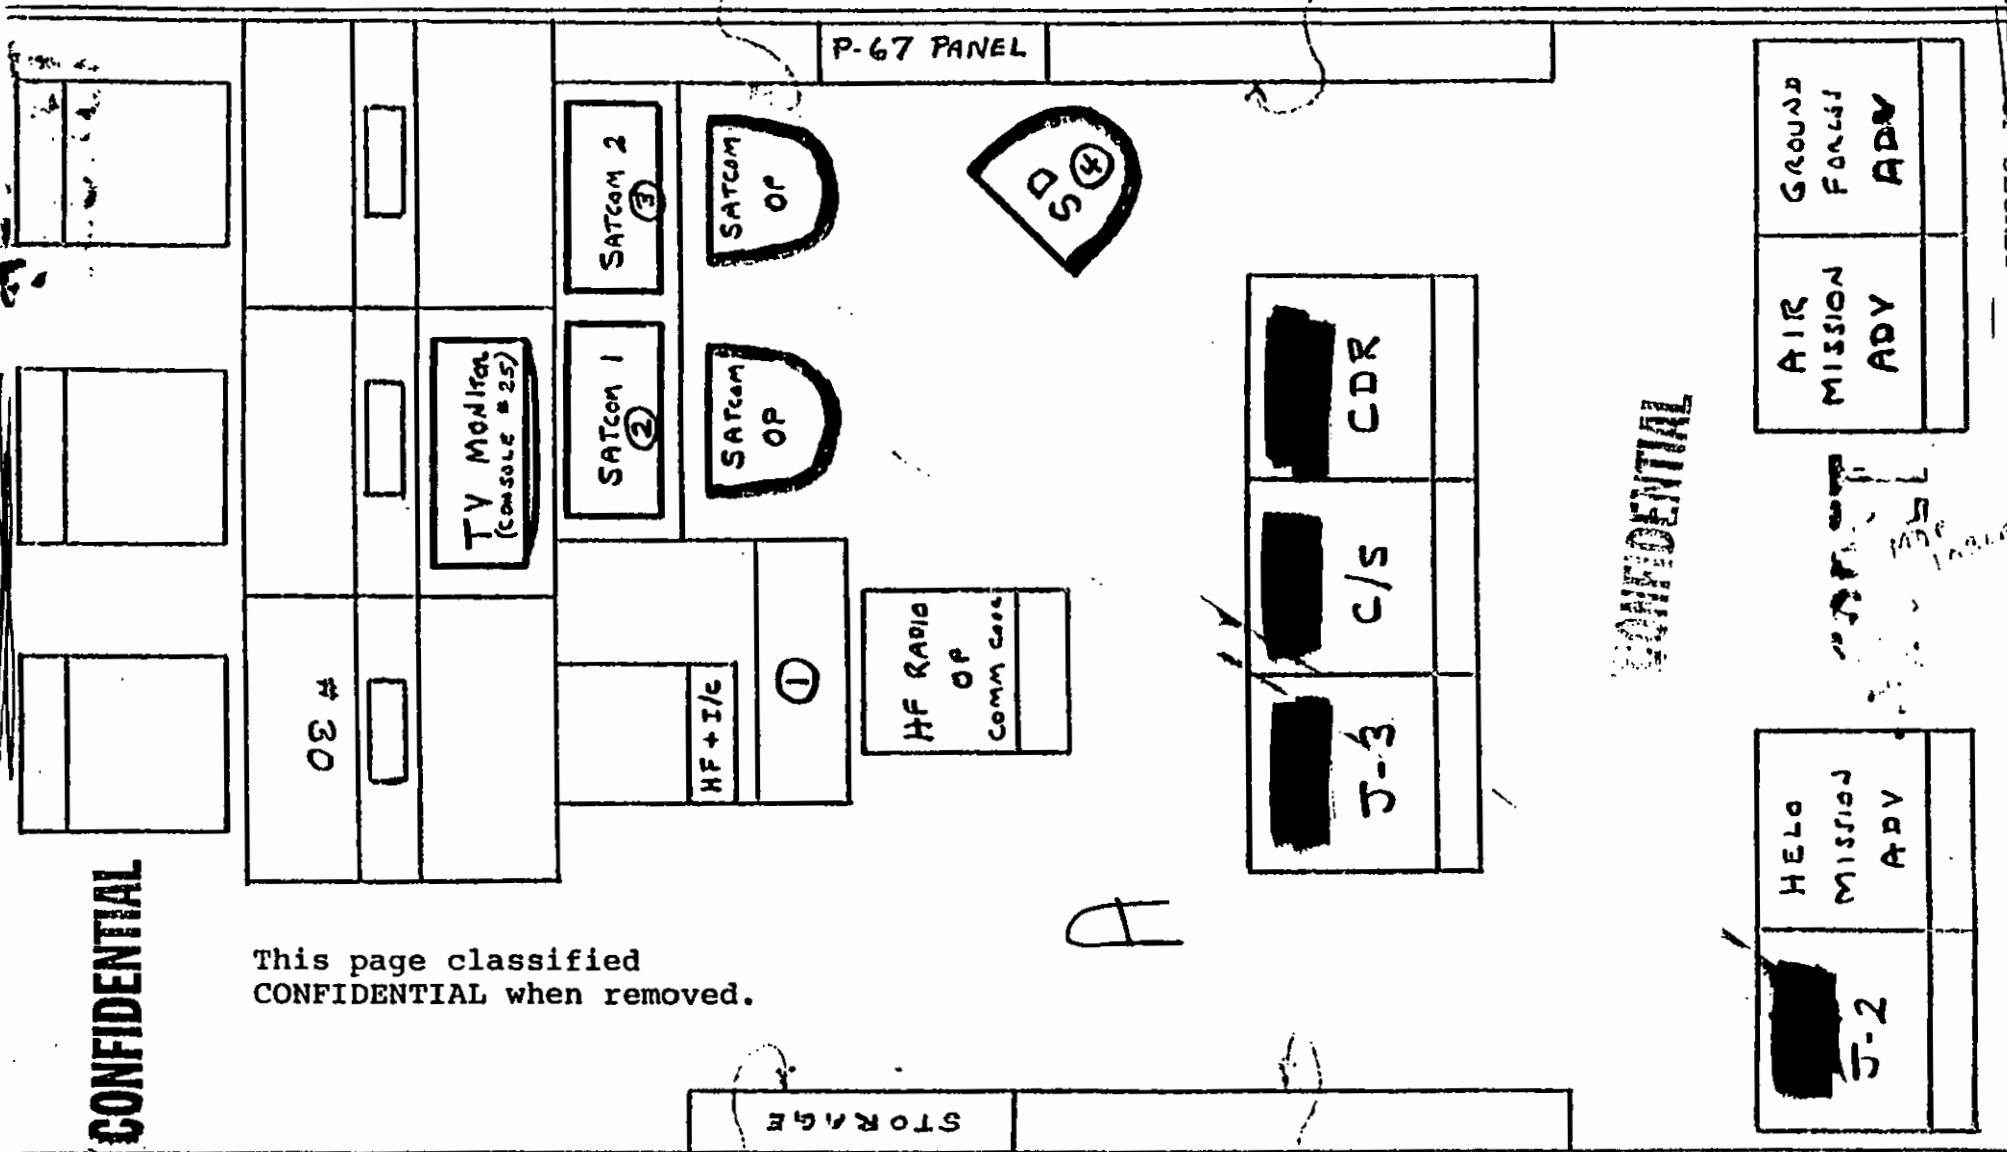 P-67 PANEL
SATCOM 2
③
SATCOM
OP
SO
④
GROUND
FORCES
ADV
AIR
MISSION
ADV
TV MONITOR
(CONSOLE #25)
SATCOM 1
②
SATCOM
OP
CDR
C/S
J-3
CONFIDENTIAL
# 30
HF + I/C
①
HF RADIO
OP
COMM COOR
HELO
MISSION
ADV
J-2
CONFIDENTIAL
This page classified
CONFIDENTIAL when removed.
STORAGE